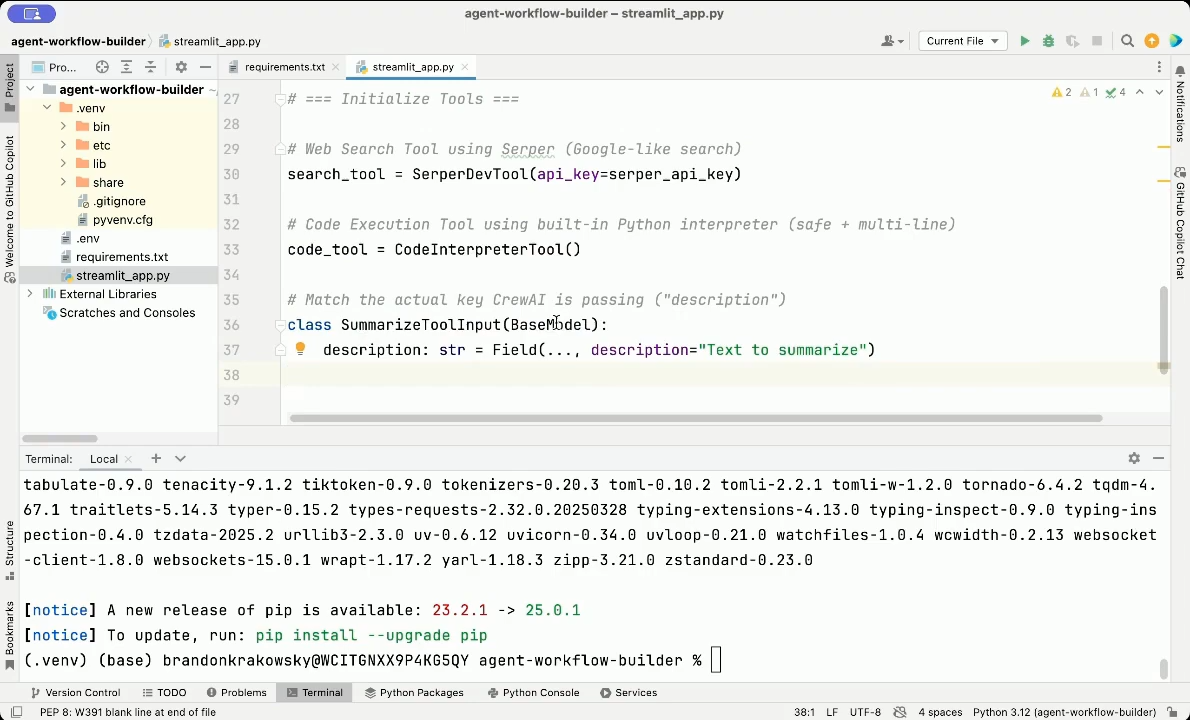 agent-workflow-builder – streamlit_app.py
agent-workflow-builder
streamlit_app.py
Current File
Project
Pro...
requirements.txt
streamlit_app.py
agent-workflow-builder
.venv
bin
etc
lib
share
.gitignore
pyvenv.cfg
.env
requirements.txt
streamlit_app.py
External Libraries
Scratches and Consoles
Welcome to GitHub Copilot
2 1 4
27 # === Initialize Tools ===
28
29 # Web Search Tool using Serper (Google-like search)
30 search_tool = SerperDevTool(api_key=serper_api_key)
31
32 # Code Execution Tool using built-in Python interpreter (safe + multi-line)
33 code_tool = CodeInterpreterTool()
34
35 # Match the actual key CrewAI is passing ("description")
36 class SummarizeToolInput(BaseModel):
37 description: str = Field(..., description="Text to summarize")
38
39
Notifications
GitHub Copilot Chat
Terminal: Local
tabulate-0.9.0 tenacity-9.1.2 tiktoken-0.9.0 tokenizers-0.20.3 toml-0.10.2 tomli-2.2.1 tomli-w-1.2.0 tornado-6.4.2 tqdm-4.
67.1 traitlets-5.14.3 typer-0.15.2 types-requests-2.32.0.20250328 typing-extensions-4.13.0 typing-inspect-0.9.0 typing-ins
pection-0.4.0 tzdata-2025.2 urllib3-2.3.0 uv-0.6.12 uvicorn-0.34.0 uvloop-0.21.0 watchfiles-1.0.4 wcwidth-0.2.13 websocket
-client-1.8.0 websockets-15.0.1 wrapt-1.17.2 yarl-1.18.3 zipp-3.21.0 zstandard-0.23.0
[notice] A new release of pip is available: 23.2.1 -> 25.0.1
[notice] To update, run: pip install --upgrade pip
(.venv) (base) brandonkrakowsky@WCITGNXX9P4KG5QY agent-workflow-builder %
Structure
Bookmarks
Version Control
TODO
Problems
Terminal
Python Packages
Python Console
Services
PEP 8: W391 blank line at end of file
38:1 LF UTF-8 4 spaces Python 3.12 (agent-workflow-builder)